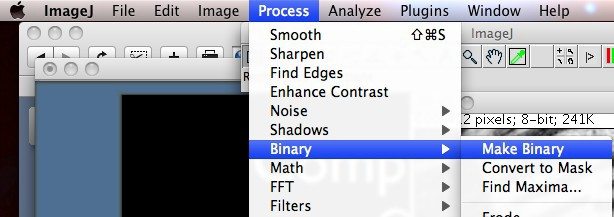 ImageJ File Edit Image Process Analyze Plugins Window Help
ImageJ
Smooth ⇧⌘S
Sharpen
Find Edges
Enhance Contrast
2 pixels; 8-bit; 241K
Noise
Shadows
Binary Make Binary
Math Convert to Mask
FFT Find Maxima...
Filters